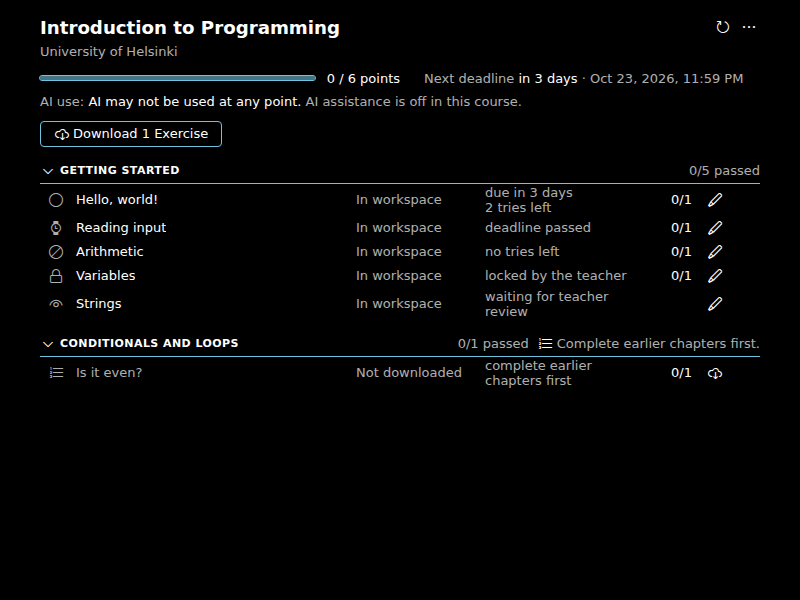 Introduction to Programming
University of Helsinki
0 / 6 points Next deadline in 3 days · Oct 23, 2026, 11:59 PM
AI use: AI may not be used at any point. AI assistance is off in this course.
Download 1 Exercise
GETTING STARTED 0/5 passed
Hello, world! In workspace due in 3 days 0/1
2 tries left
Reading input In workspace deadline passed 0/1
Arithmetic In workspace no tries left 0/1
Variables In workspace locked by the teacher 0/1
Strings In workspace waiting for teacher
review
CONDITIONALS AND LOOPS 0/1 passed Complete earlier chapters first.
Is it even? Not downloaded complete earlier 0/1
chapters first